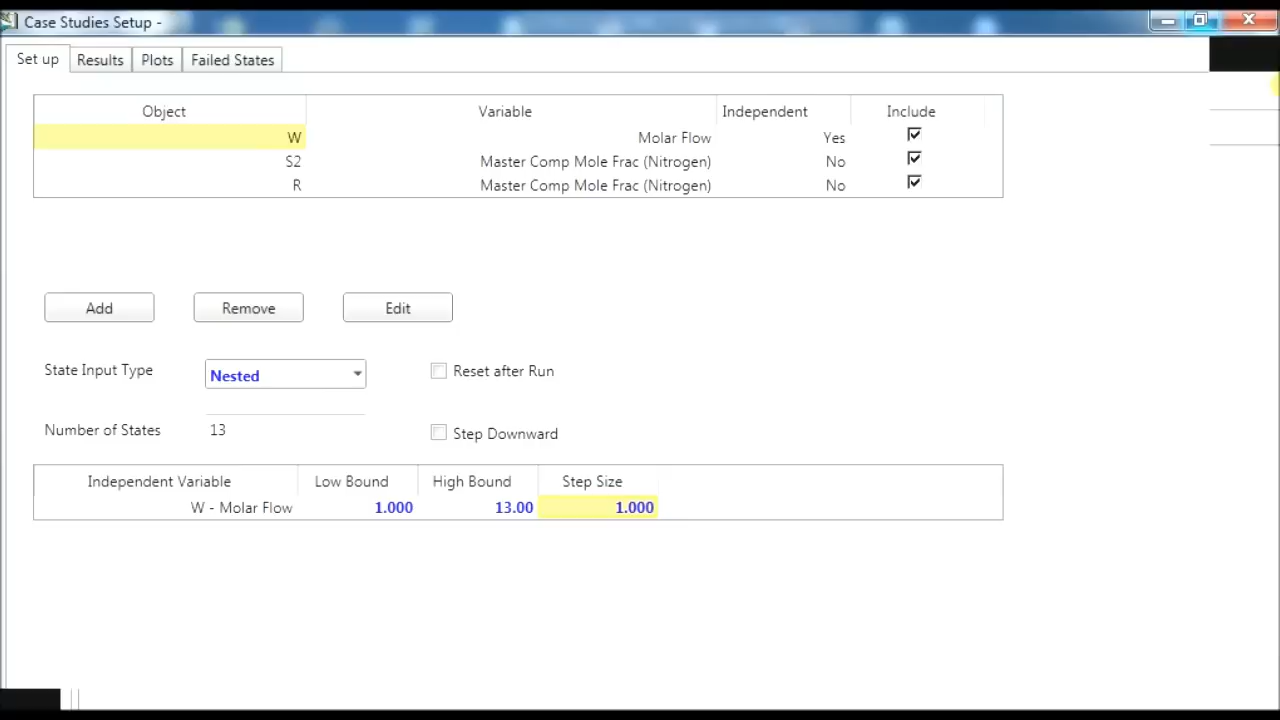 Case Studies Setup -
Set up Results Plots Failed States
Object Variable Independent Include
W Molar Flow Yes
S2 Master Comp Mole Frac (Nitrogen) No
R Master Comp Mole Frac (Nitrogen) No
Add Remove Edit
State Input Type Nested Reset after Run
Number of States 13 Step Downward
Independent Variable Low Bound High Bound Step Size
W - Molar Flow 1.000 13.00 1.000